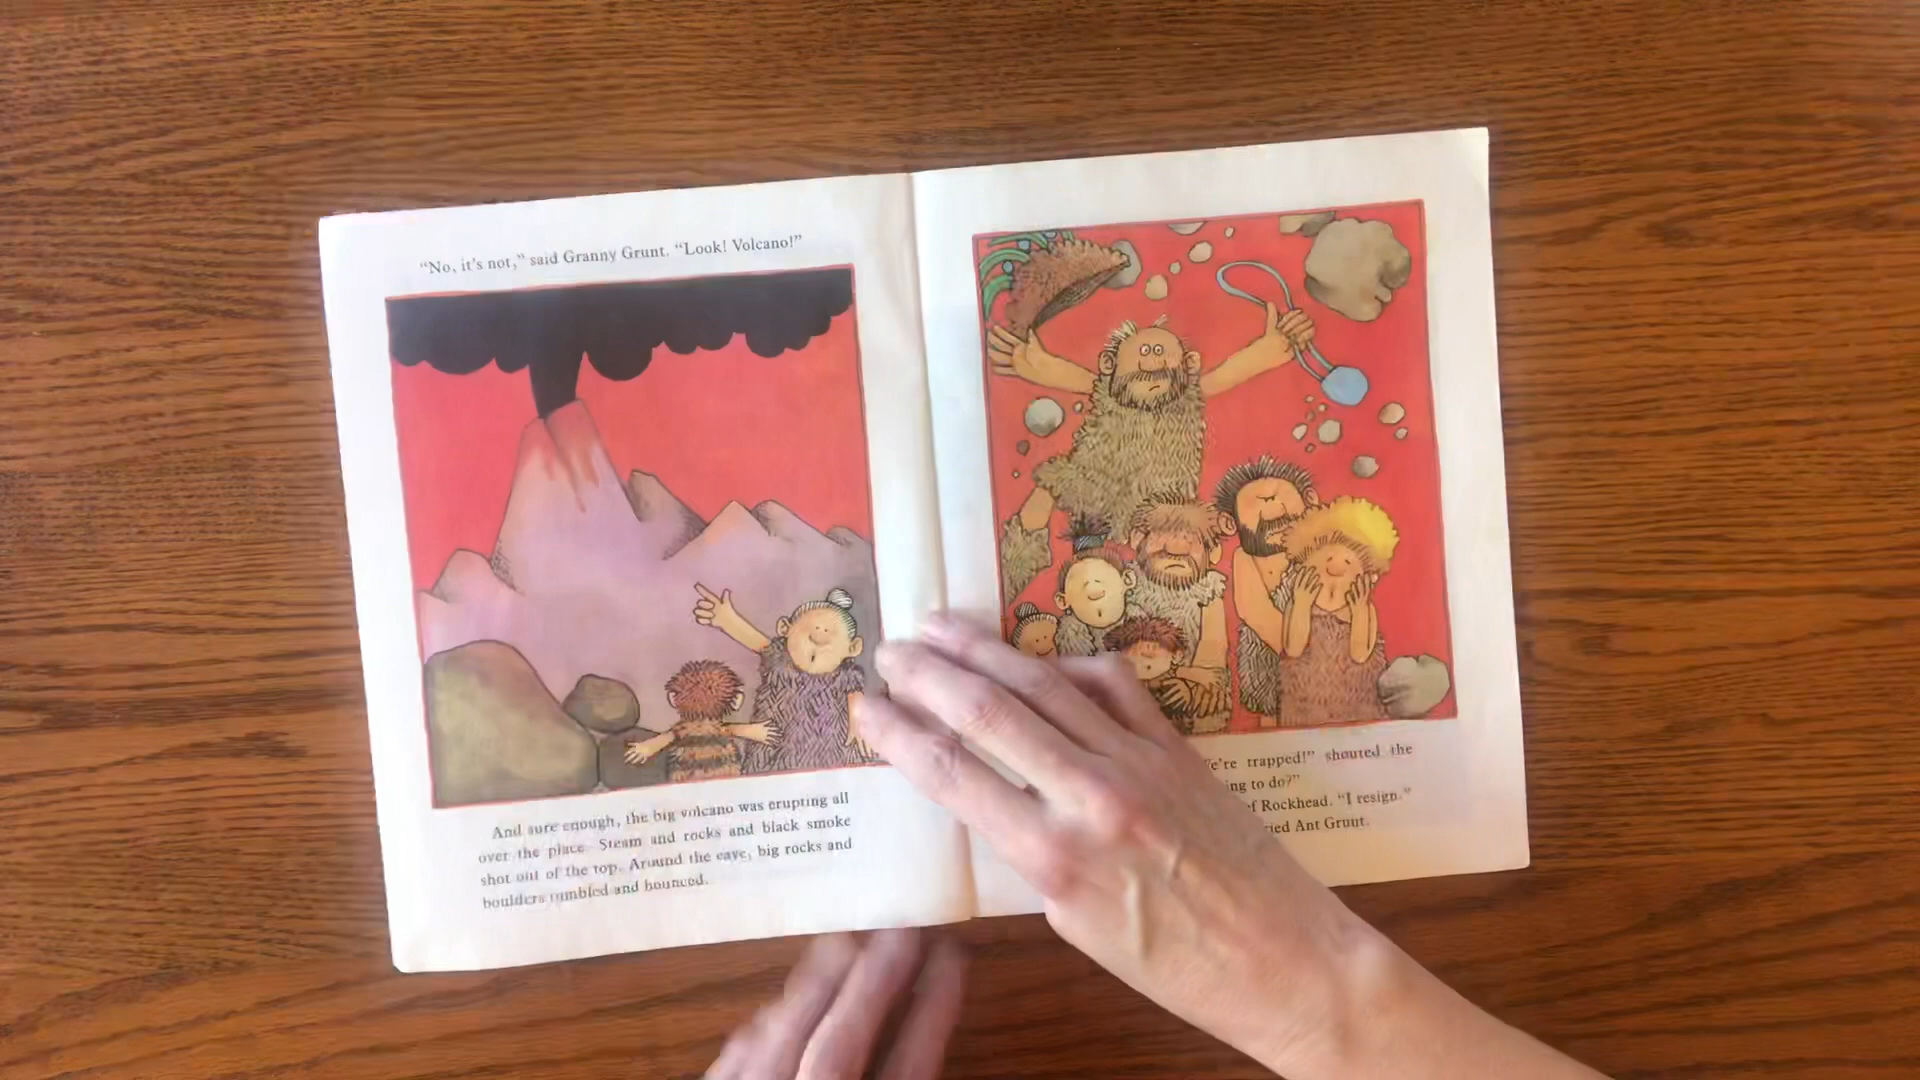 "No, it's not," said Granny Grunt. "Look! Volcano!"
And sure enough, the big volcano was erupting all
over the place. Steam and rocks and black smoke
shot out of the top. Around the cave, big rocks and
boulders rumbled and bounced.
trapped!" shouted the
to do?"
Rockhead. "I resign."
Ant Grunt.